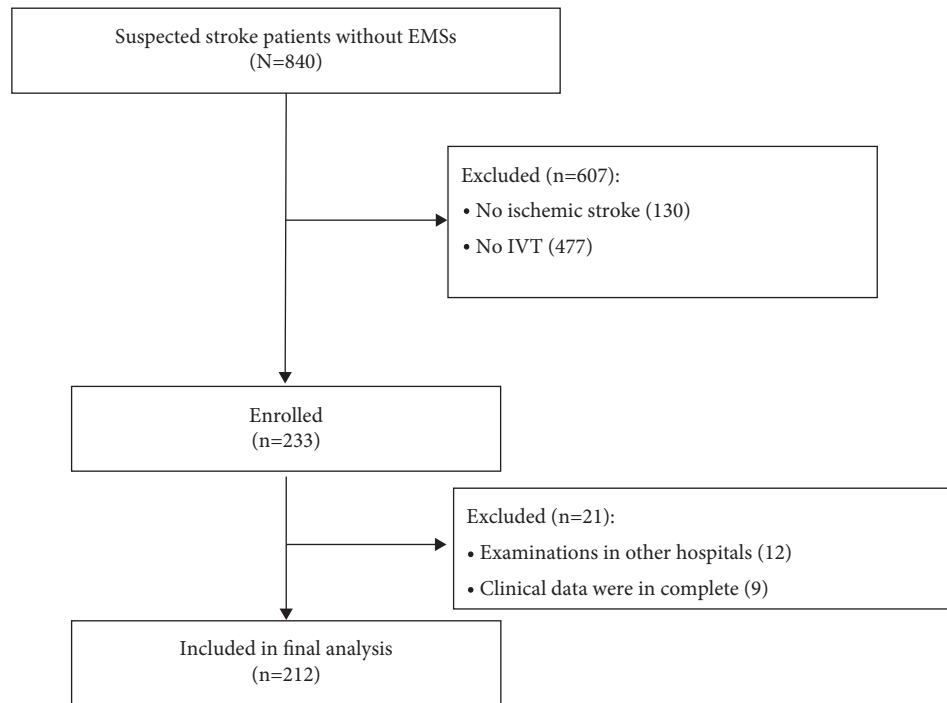 Suspected stroke patients without EMSs
(N=840)
Excluded (n=607):
• No ischemic stroke (130)
• No IVT (477)
Enrolled
(n=233)
Excluded (n=21):
• Examinations in other hospitals (12)
• Clinical data were in complete (9)
Included in final analysis
(n=212)